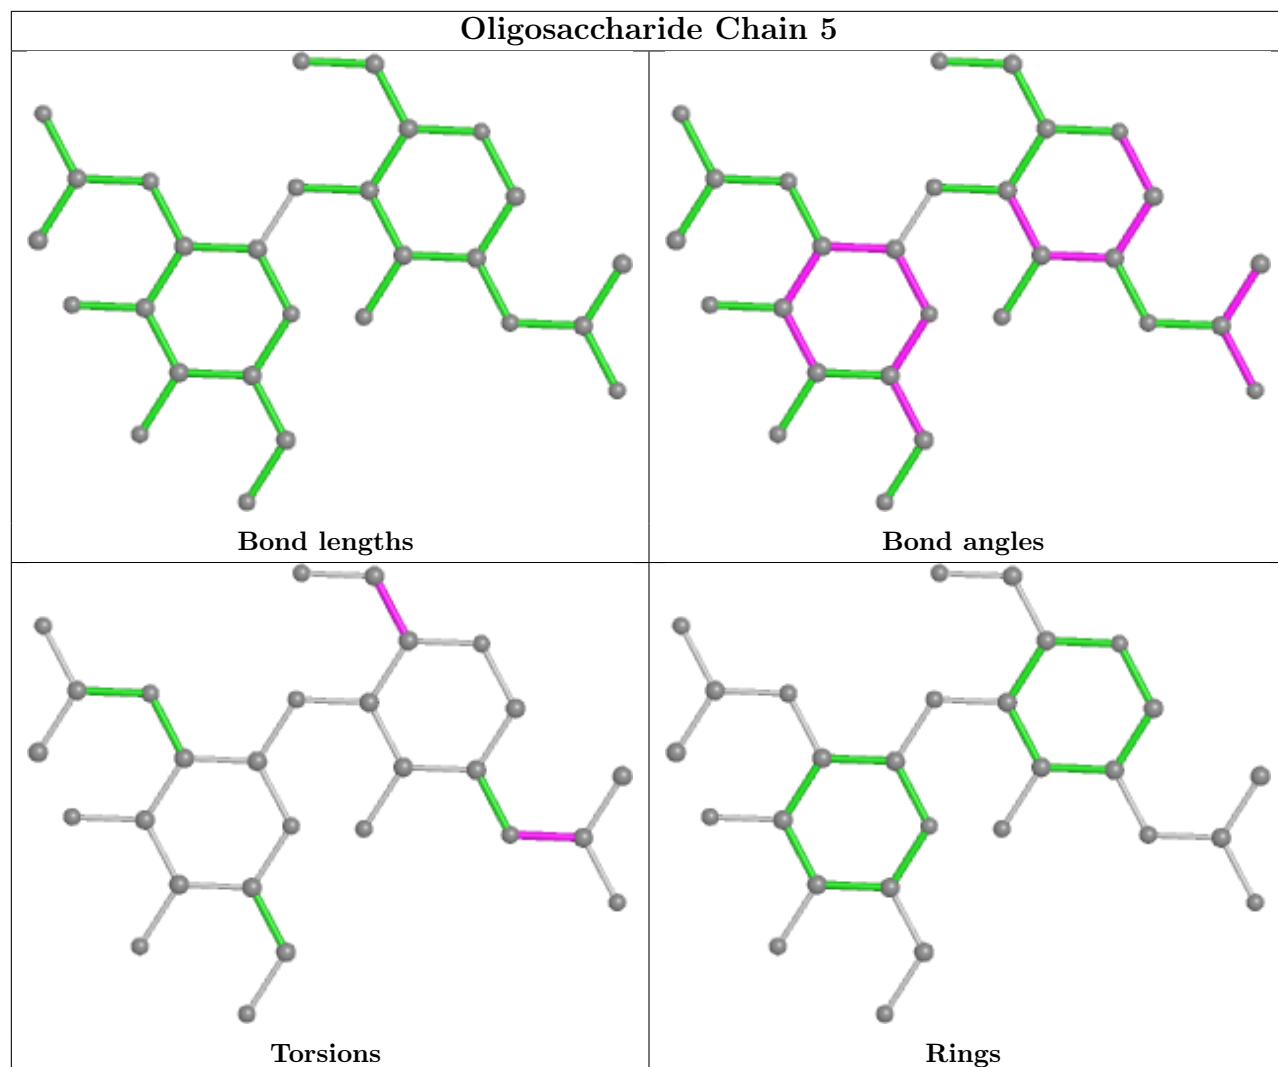 Oligosaccharide Chain 5
Bond lengths
Bond angles
Torsions
Rings